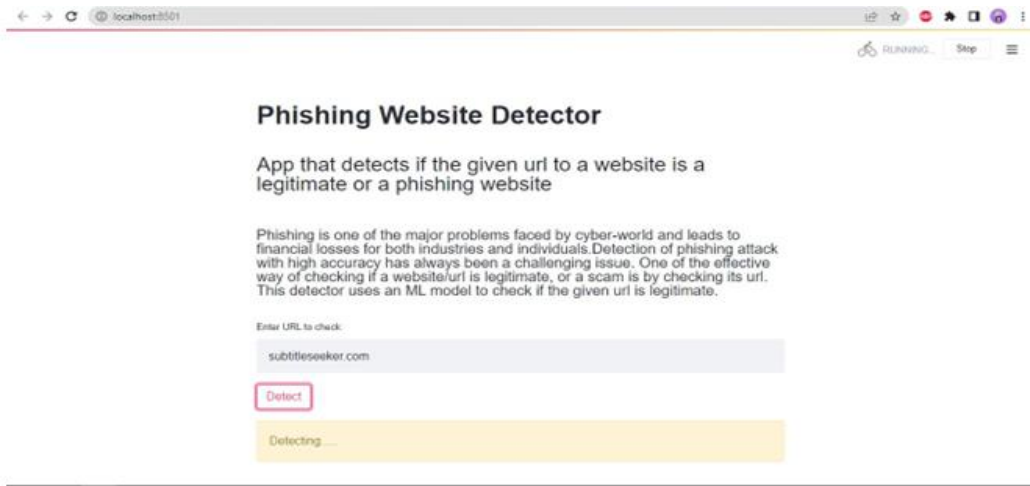 localhost:8501
RUNNING... Stop
Phishing Website Detector
App that detects if the given url to a website is a
legitimate or a phishing website
Phishing is one of the major problems faced by cyber-world and leads to
financial losses for both industries and individuals.Detection of phishing attack
with high accuracy has always been a challenging issue. One of the effective
way of checking if a website/url is legitimate, or a scam is by checking its url.
This detector uses an ML model to check if the given url is legitimate.
Enter URL to check:
subtitleseeker.com
Detect
Detecting.....